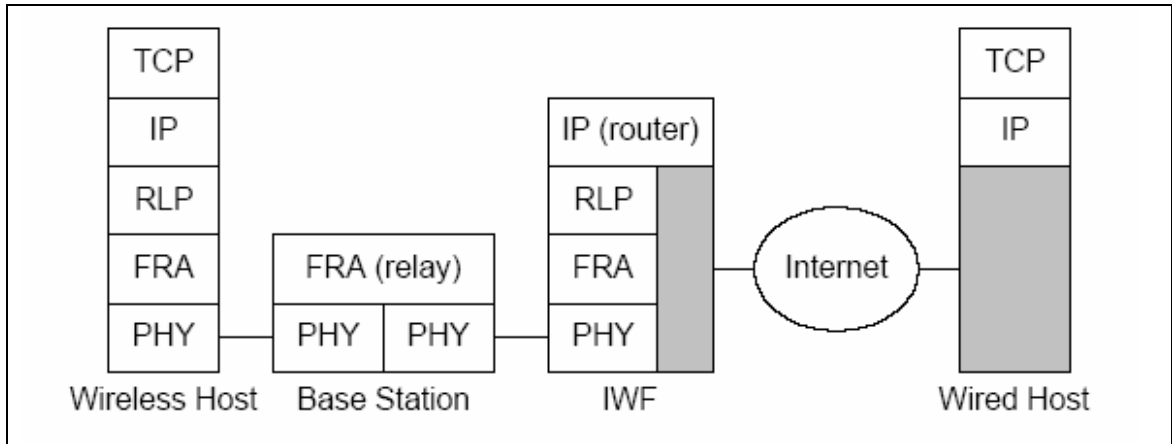 TCP
IP
RLP
FRA
PHY
Wireless Host
FRA (relay)
PHY PHY
Base Station
IP (router)
RLP
FRA
PHY
IWF
Internet
TCP
IP
Wired Host